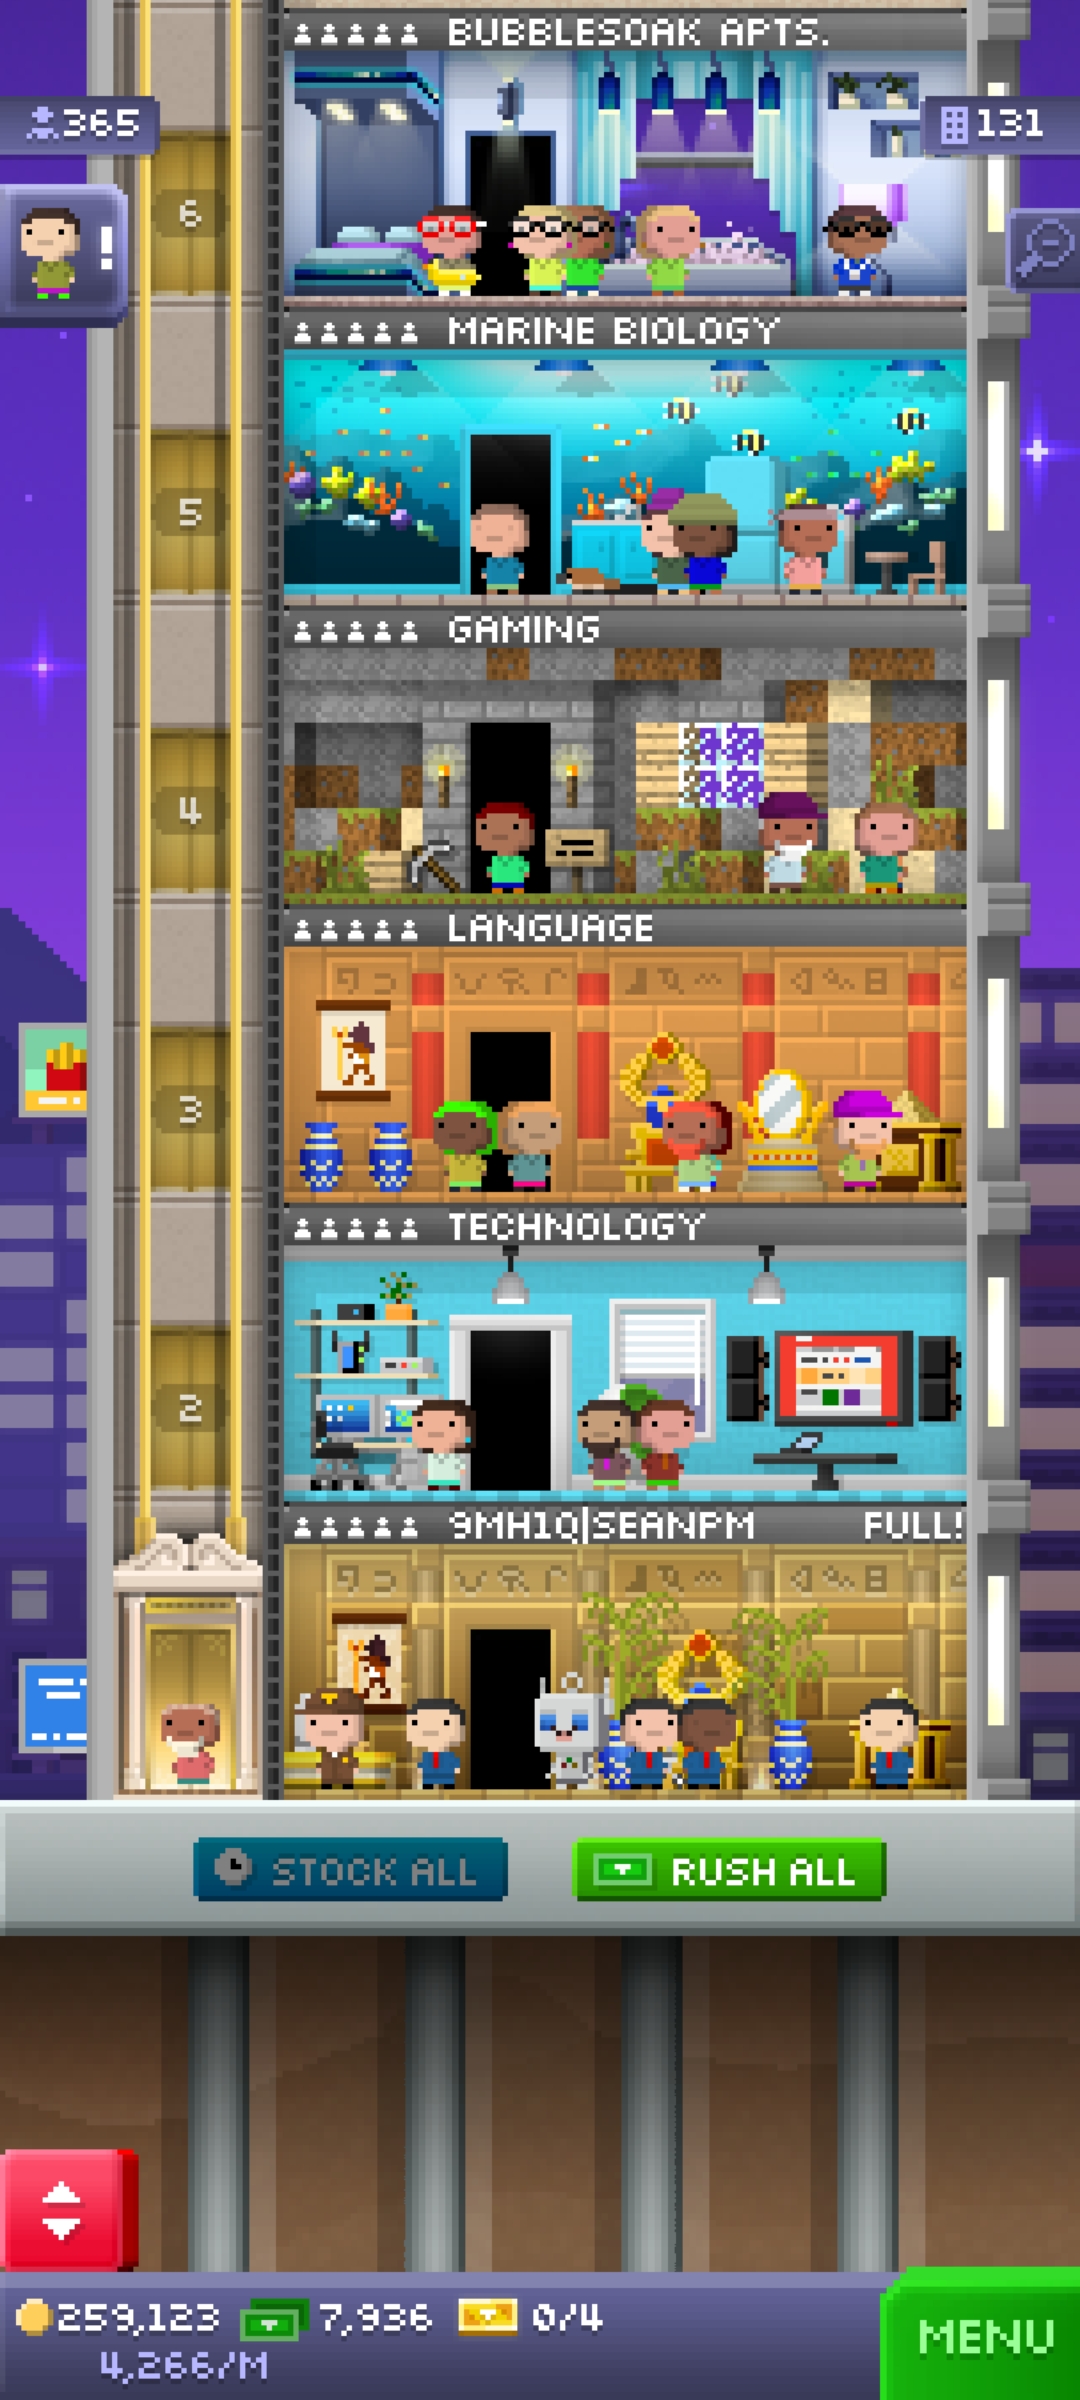 BUBBLESOAK APTS.
365
131
6
!
MARINE BIOLOGY
5
GAMING
4
LANGUAGE
3
TECHNOLOGY
2
9MH1Q|SEANPM FULL!
STOCK ALL
RUSH ALL
259,123 7,936 0/4
4,266/M
MENU